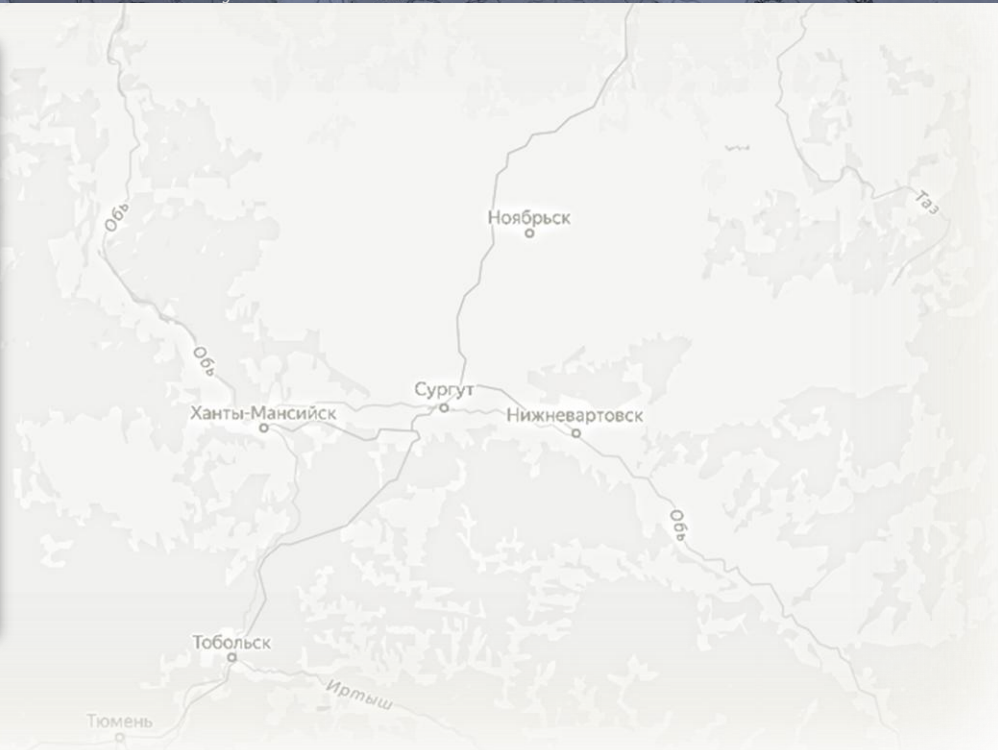 Обь
Таз
Ноябрьск
Обь
Сургут
Ханты-Мансийск
Нижневартовск
Обь
Тобольск
Иртыш
Тюмень